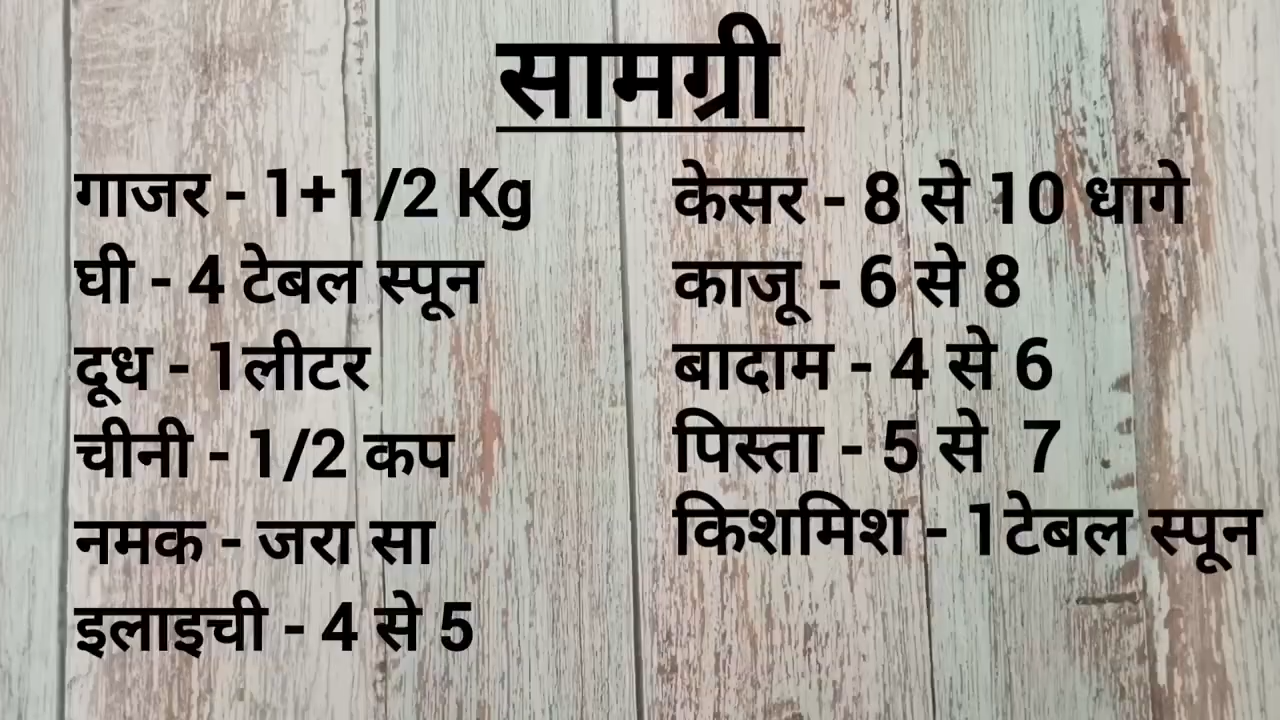 सामग्री
गाजर - 1+1/2 Kg
घी - 4 टेबल स्पून
दूध - 1लीटर
चीनी - 1/2 कप
नमक - जरा सा
इलाइची - 4 से 5
केसर - 8 से 10 धागे
काजू - 6 से 8
बादाम - 4 से 6
पिस्ता - 5 से 7
किशमिश - 1टेबल स्पून